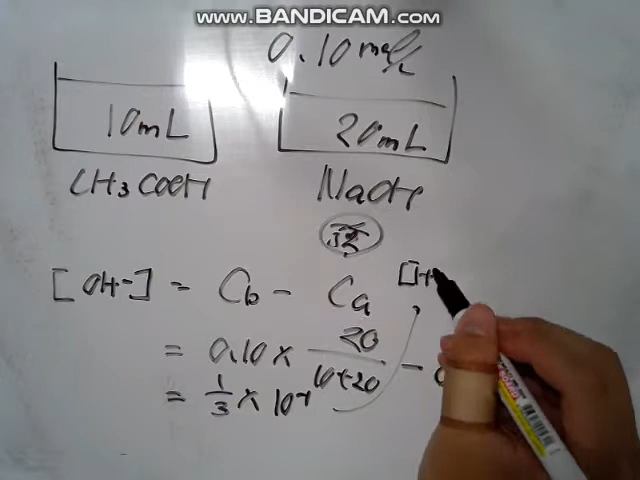 WWW.BANDICAM.COM
0.10mol/L
10mL 20mL
CH3COOH NaOH
[OH-] = Cb - Ca
= 0.10 × 20/10+20 -
= 1/3 × 10-1